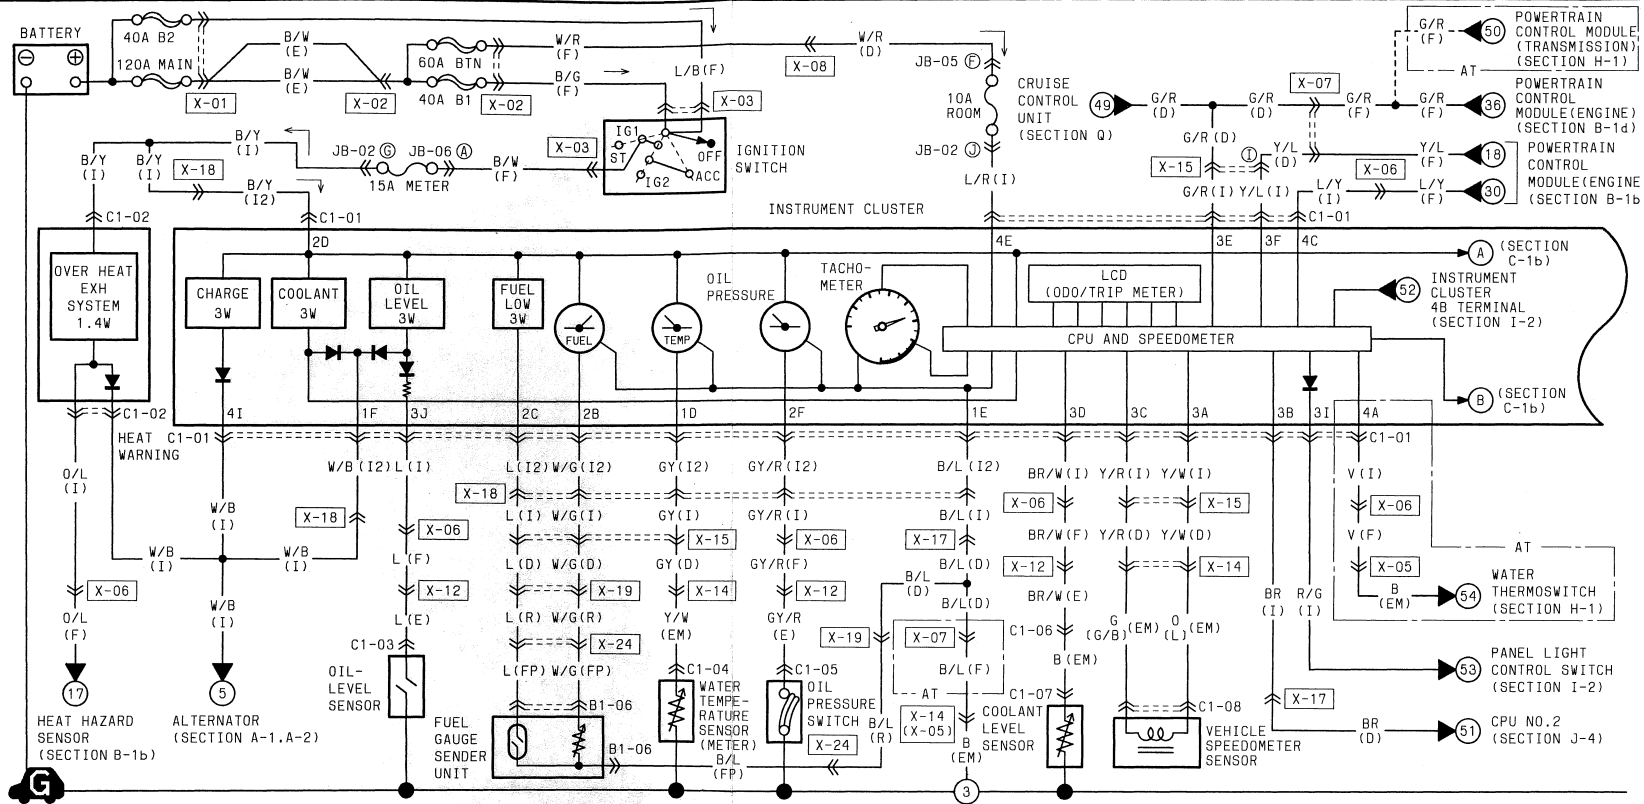 BATTERY
40A B2
120A MAIN
X-01
B/W
(E)
B/W
(E)
X-02
60A BTN
40A B1
X-02
W/R
(F)
B/G
(F)
L/B(F)
X-08
W/R
(D)
X-03
X-03
IG1
ST
IG2
OFF
ACC
IGNITION
SWITCH
JB-05 F
10A
ROOM
JB-02 J
L/R(I)
CRUISE
CONTROL
UNIT
(SECTION Q)
49
G/R
(D)
G/R
(D)
X-07
G/R
(F)
G/R
(F)
G/R
(F)
50
POWERTRAIN
CONTROL MODULE
(TRANSMISSION)
(SECTION H-1)
AT
36
POWERTRAIN
CONTROL
MODULE(ENGINE)
(SECTION B-1d)
G/R(D)
I
Y/L
(D)
Y/L
(F)
18
POWERTRAIN
CONTROL
MODULE(ENGINE
(SECTION B-1b
X-15
X-06
G/R(I)
Y/L(I)
L/Y
(I)
L/Y
(F)
30
B/Y
(I)
B/Y
(I)
B/Y
(I)
X-18
B/Y
(I2)
JB-02 G
JB-06 A
15A METER
B/W
(F)
C1-02
C1-01
INSTRUMENT CLUSTER
C1-01
2D
4E
3E
3F
4C
OVER HEAT
EXH
SYSTEM
1.4W
CHARGE
3W
COOLANT
3W
OIL
LEVEL
3W
FUEL
LOW
3W
FUEL
TEMP
OIL
PRESSURE
TACHO-
METER
LCD
(ODO/TRIP METER)
CPU AND SPEEDOMETER
A
(SECTION
C-1b)
52
INSTRUMENT
CLUSTER
4B TERMINAL
(SECTION I-2)
B
(SECTION
C-1b)
C1-02
HEAT
WARNING
4I
1F
3J
2C
2B
1D
2F
1E
3D
3C
3A
3B
3I
4A
C1-01
C1-01
O/L
(I)
W/B
(I)
W/B(I2)
L(I)
L(I2)
W/G(I2)
GY(I2)
GY/R(I2)
B/L(I2)
BR/W(I)
Y/R(I)
Y/W(I)
V(I)
X-18
X-18
X-06
X-06
X-15
X-06
L(I)
W/G(I)
GY(I)
GY/R(I)
B/L(I)
BR/W(F)
Y/R(D)
Y/W(D)
V(F)
X-15
X-06
X-17
X-12
X-14
X-05
AT
W/B
(I)
W/B
(I)
L(F)
L(D)
W/G(D)
GY(D)
GY/R(F)
B/L(D)
B/L
(D)
B/L(D)
X-06
X-12
X-19
X-14
X-12
BR/W(E)
BR
(I)
R/G
(I)
B
(EM)
54
WATER
THERMOSWITCH
(SECTION H-1)
O/L
(F)
W/B
(I)
L(E)
L(R)
W/G(R)
Y/W
(EM)
GY/R
(E)
X-19
X-07
C1-06
G
(G/B)
(EM)
O
(L)
(EM)
C1-03
X-24
L(FP)
W/G(FP)
C1-04
C1-05
B/L(F)
B(EM)
AT
C1-07
53
PANEL LIGHT
CONTROL SWITCH
(SECTION I-2)
17
HEAT HAZARD
SENSOR
(SECTION B-1b)
5
ALTERNATOR
(SECTION A-1.A-2)
OIL-
LEVEL
SENSOR
FUEL
GAUGE
SENDER
UNIT
B1-06
B1-06
WATER
TEMPE-
RATURE
SENSOR
(METER)
OIL
PRESSURE
SWITCH
X-24
B/L
(R)
B/L
(FP)
X-14
(X-05)
B
(EM)
3
COOLANT
LEVEL
SENSOR
C1-08
VEHICLE
SPEEDOMETER
SENSOR
X-17
BR
(D)
51
CPU NO.2
(SECTION J-4)
G